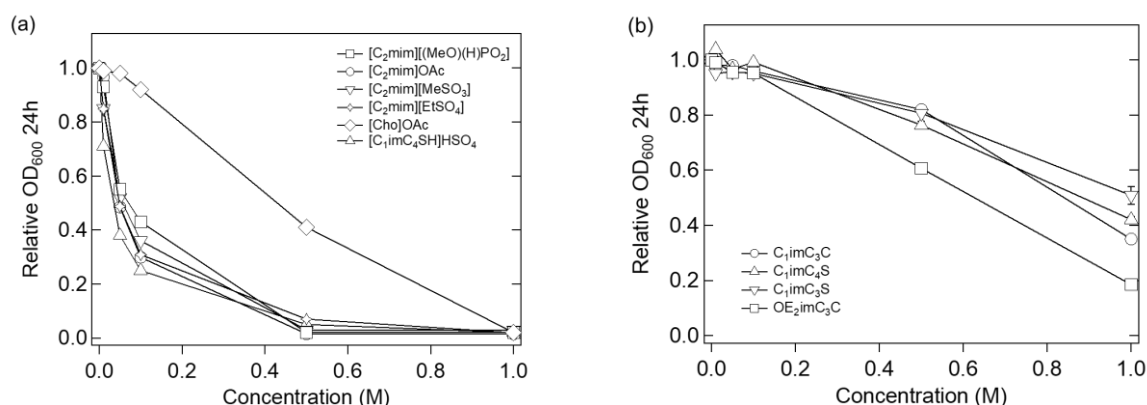 (a)
Relative OD₆₀₀ 24h
1.0
0.8
0.6
0.4
0.2
0.0
[C₂mim][(MeO)(H)PO₂]
[C₂mim]OAc
[C₂mim][MeSO₃]
[C₂mim][EtSO₄]
[Cho]OAc
[C₁imC₄SH]HSO₄
0.0 0.2 0.4 0.6 0.8 1.0
Concentration (M)
(b)
Relative OD₆₀₀ 24h
1.0
0.8
0.6
0.4
0.2
0.0
C₁imC₃C
C₁imC₄S
C₁imC₃S
OE₂imC₃C
0.0 0.2 0.4 0.6 0.8 1.0
Concentration (M)